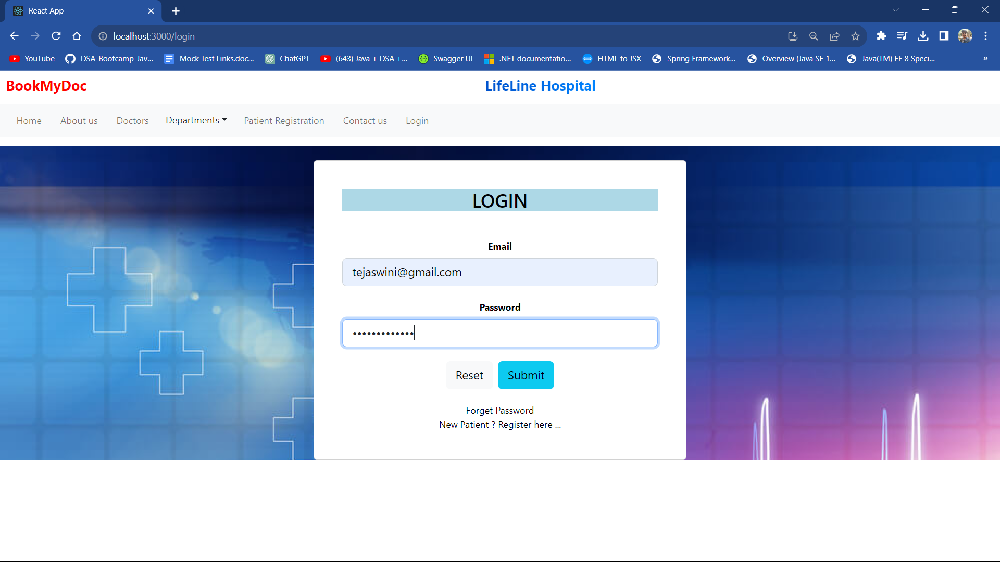 React App
localhost:3000/login
YouTube DSA-Bootcamp-Jav... Mock Test Links.doc... ChatGPT (643) Java + DSA +... Swagger UI .NET documentatio... HTML to JSX Spring Framework... Overview (Java SE 1... Java(TM) EE 8 Speci... »
BookMyDoc LifeLine Hospital
Home About us Doctors Departments Patient Registration Contact us Login
LOGIN
Email
tejaswini@gmail.com
Password
•••••••••••••
Reset Submit
Forget Password
New Patient ? Register here ...